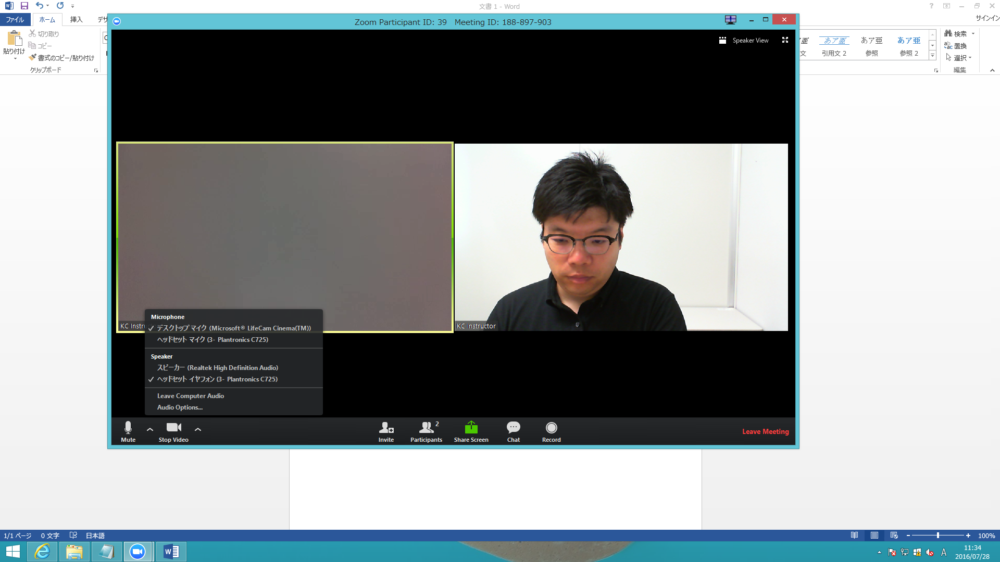 文書 1 - Word
ファイル
ホーム
挿入
デザ
サインイン
貼り付け
切り取り
コピー
書式のコピー/貼り付け
クリップボード
文
あア亜
引用文 2
あア亜
参照
あア亜
参照 2
検索
置換
選択
編集
Zoom Participant ID: 39 Meeting ID: 188-897-903
Speaker View
KC Instr
KC Instructor
Microphone
デスクトップ マイク (Microsoft® LifeCam Cinema(TM))
ヘッドセット マイク (3- Plantronics C725)
Speaker
スピーカー (Realtek High Definition Audio)
ヘッドセット イヤフォン (3- Plantronics C725)
Leave Computer Audio
Audio Options...
Mute
Stop Video
Invite
2
Participants
Share Screen
Chat
Record
Leave Meeting
1/1 ページ
0 文字
日本語
100%
A
11:34
2016/07/28